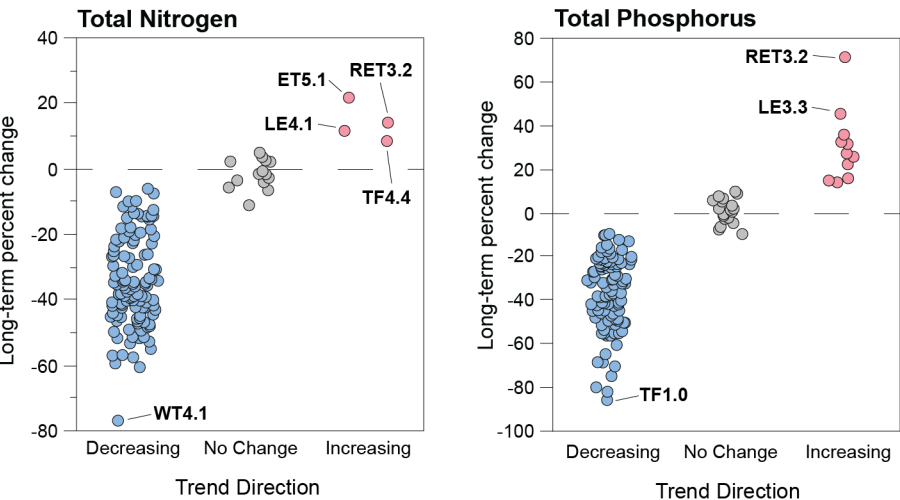 Total Nitrogen
Long-term percent change
40
20
0
-20
-40
-60
-80
ET5.1
RET3.2
LE4.1
TF4.4
WT4.1
Decreasing
No Change
Increasing
Trend Direction
Total Phosphorus
Long-term percent change
80
60
40
20
0
-20
-40
-60
-80
-100
RET3.2
LE3.3
TF1.0
Decreasing
No Change
Increasing
Trend Direction